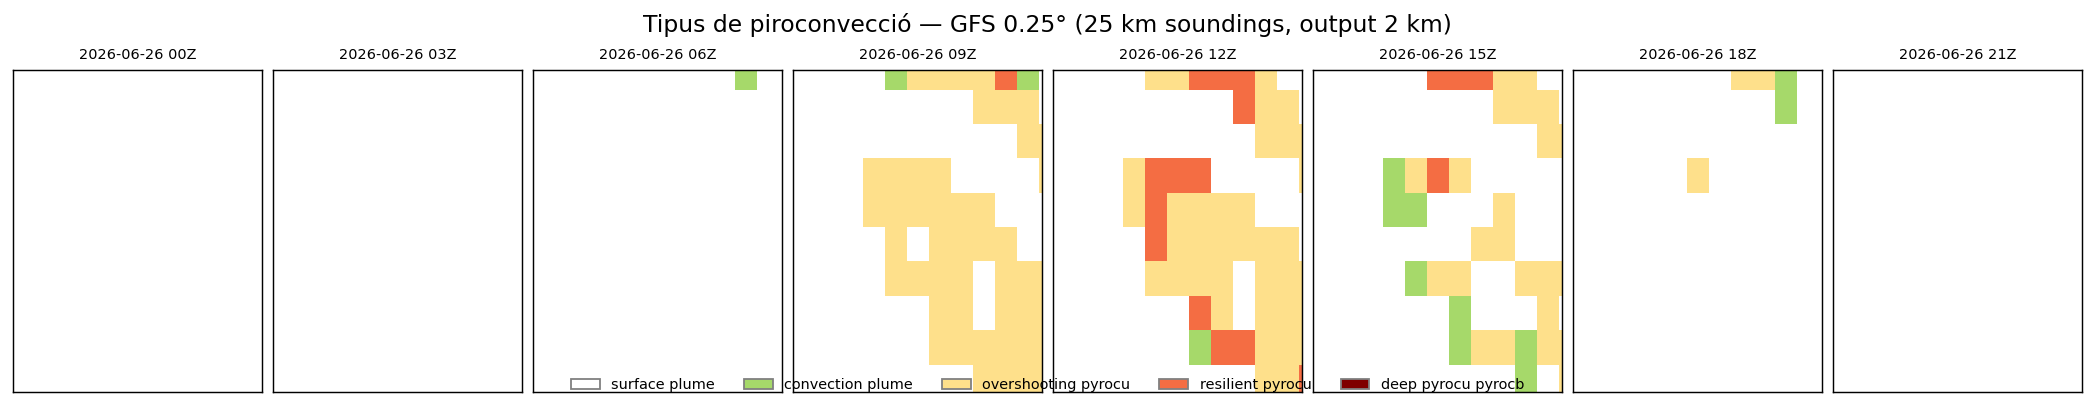 Tipus de piroconvecció — GFS 0.25° (25 km soundings, output 2 km)
2026-06-26 00Z
2026-06-26 03Z
2026-06-26 06Z
2026-06-26 09Z
2026-06-26 12Z
2026-06-26 15Z
2026-06-26 18Z
2026-06-26 21Z
surface plume
convection plume
overshooting pyrocu
resilient pyrocu
deep pyrocu pyrocb